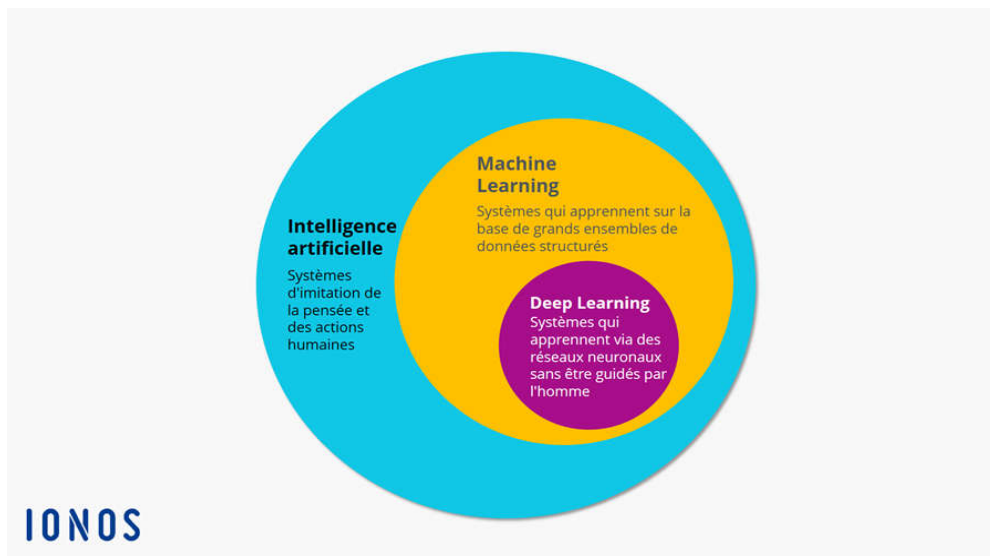 Intelligence
artificielle
Systèmes
d'imitation de
la pensée et
des actions
humaines
Machine
Learning
Systèmes qui apprennent sur la
base de grands ensembles de
données structurés
Deep Learning
Systèmes qui
apprennent via des
réseaux neuronaux
sans être guidés par
l'homme
IONOS